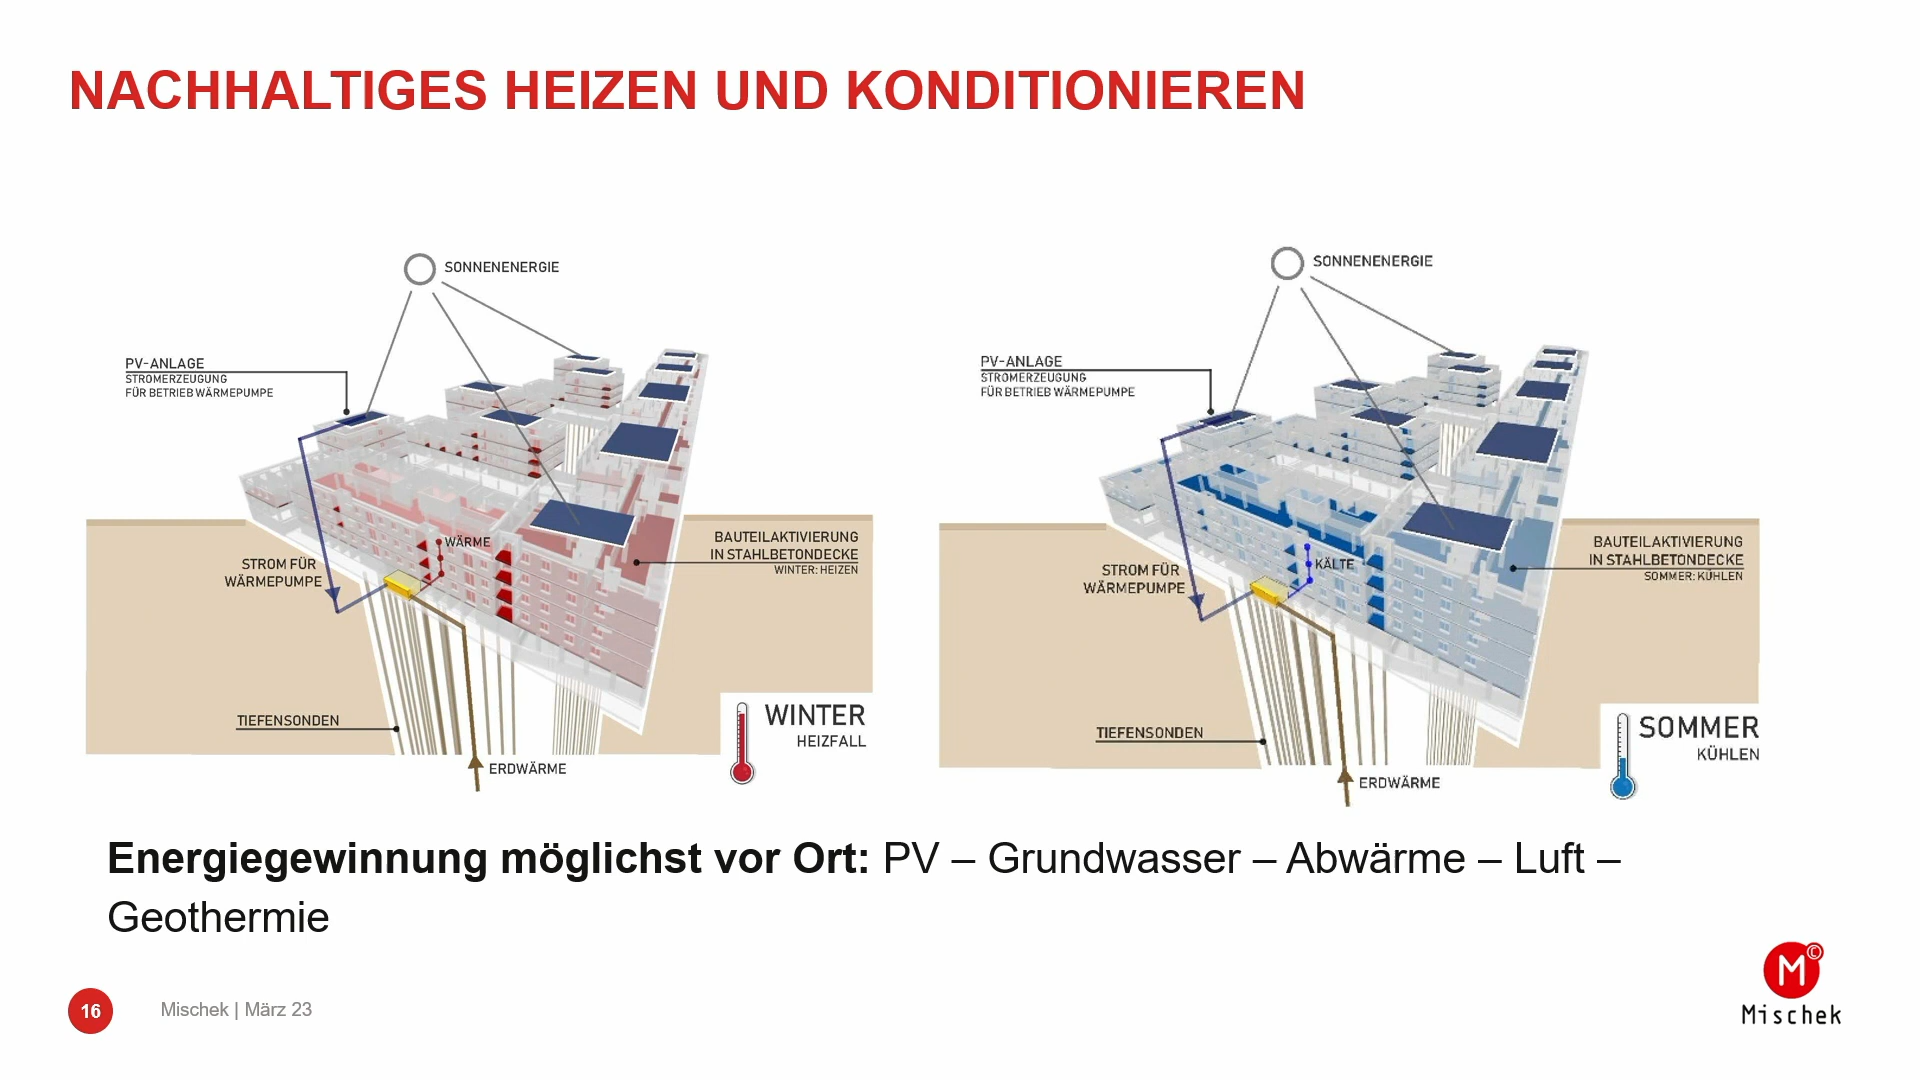 NACHHALTIGES HEIZEN UND KONDITIONIEREN
SONNENENERGIE
PV-ANLAGE
STROMERZEUGUNG
FÜR BETRIEB WÄRMEPUMPE
WÄRME
STROM FÜR
WÄRMEPUMPE
BAUTEILAKTIVIERUNG
IN STAHLBETONDECKE
WINTER: HEIZEN
TIEFENSONDEN
ERDWÄRME
WINTER
HEIZFALL
SONNENENERGIE
PV-ANLAGE
STROMERZEUGUNG
FÜR BETRIEB WÄRMEPUMPE
KÄLTE
STROM FÜR
WÄRMEPUMPE
BAUTEILAKTIVIERUNG
IN STAHLBETONDECKE
SOMMER: KÜHLEN
TIEFENSONDEN
ERDWÄRME
SOMMER
KÜHLEN
Energiegewinnung möglichst vor Ort: PV – Grundwasser – Abwärme – Luft –
Geothermie
16
Mischek | März 23
M©
Mischek